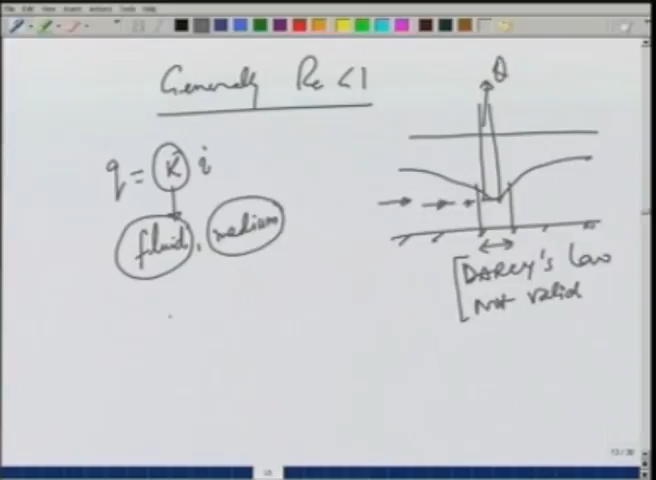 Generally Re < 1
Q
q = K i
fluid, medium
[DARCY's law
Not valid